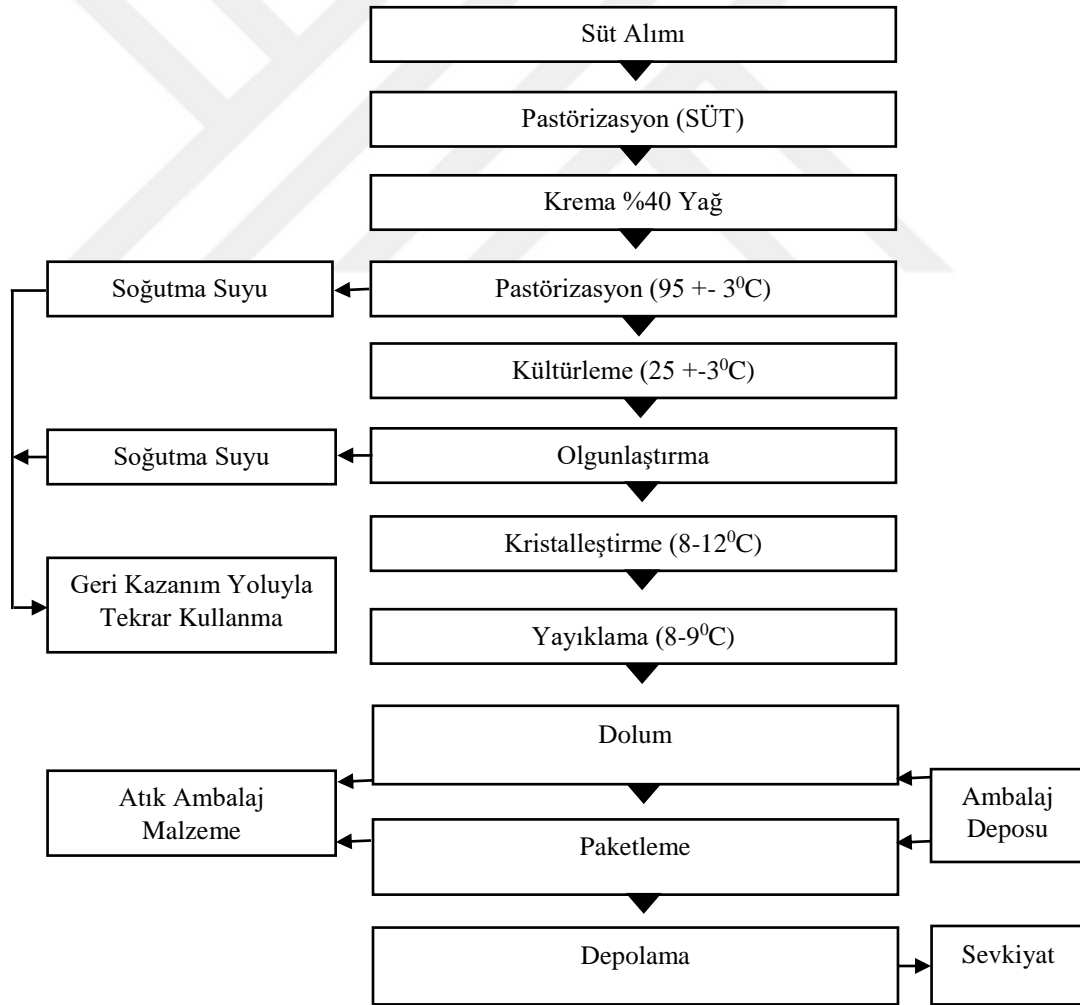 Süt Alımı
Pastörizasyon (SÜT)
Krema %40 Yağ
Soğutma Suyu
Pastörizasyon (95 +- 3⁰C)
Kültürleme (25 +-3⁰C)
Soğutma Suyu
Olgunlaştırma
Kristalleştirme (8-12⁰C)
Geri Kazanım Yoluyla
Tekrar Kullanma
Yayıklama (8-9⁰C)
Dolum
Atık Ambalaj
Malzeme
Ambalaj
Deposu
Paketleme
Depolama
Sevkiyat